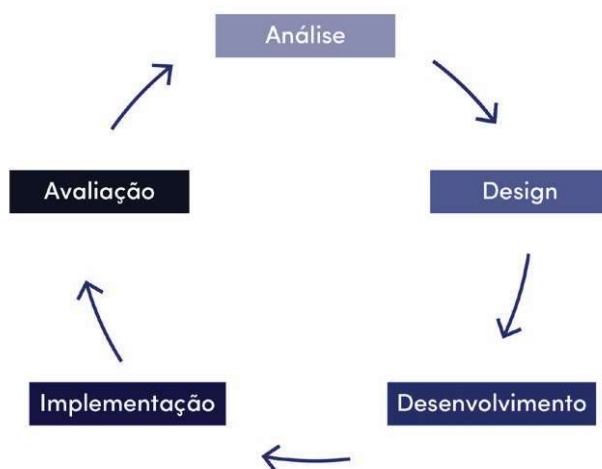 Análise
Design
Desenvolvimento
Implementação
Avaliação